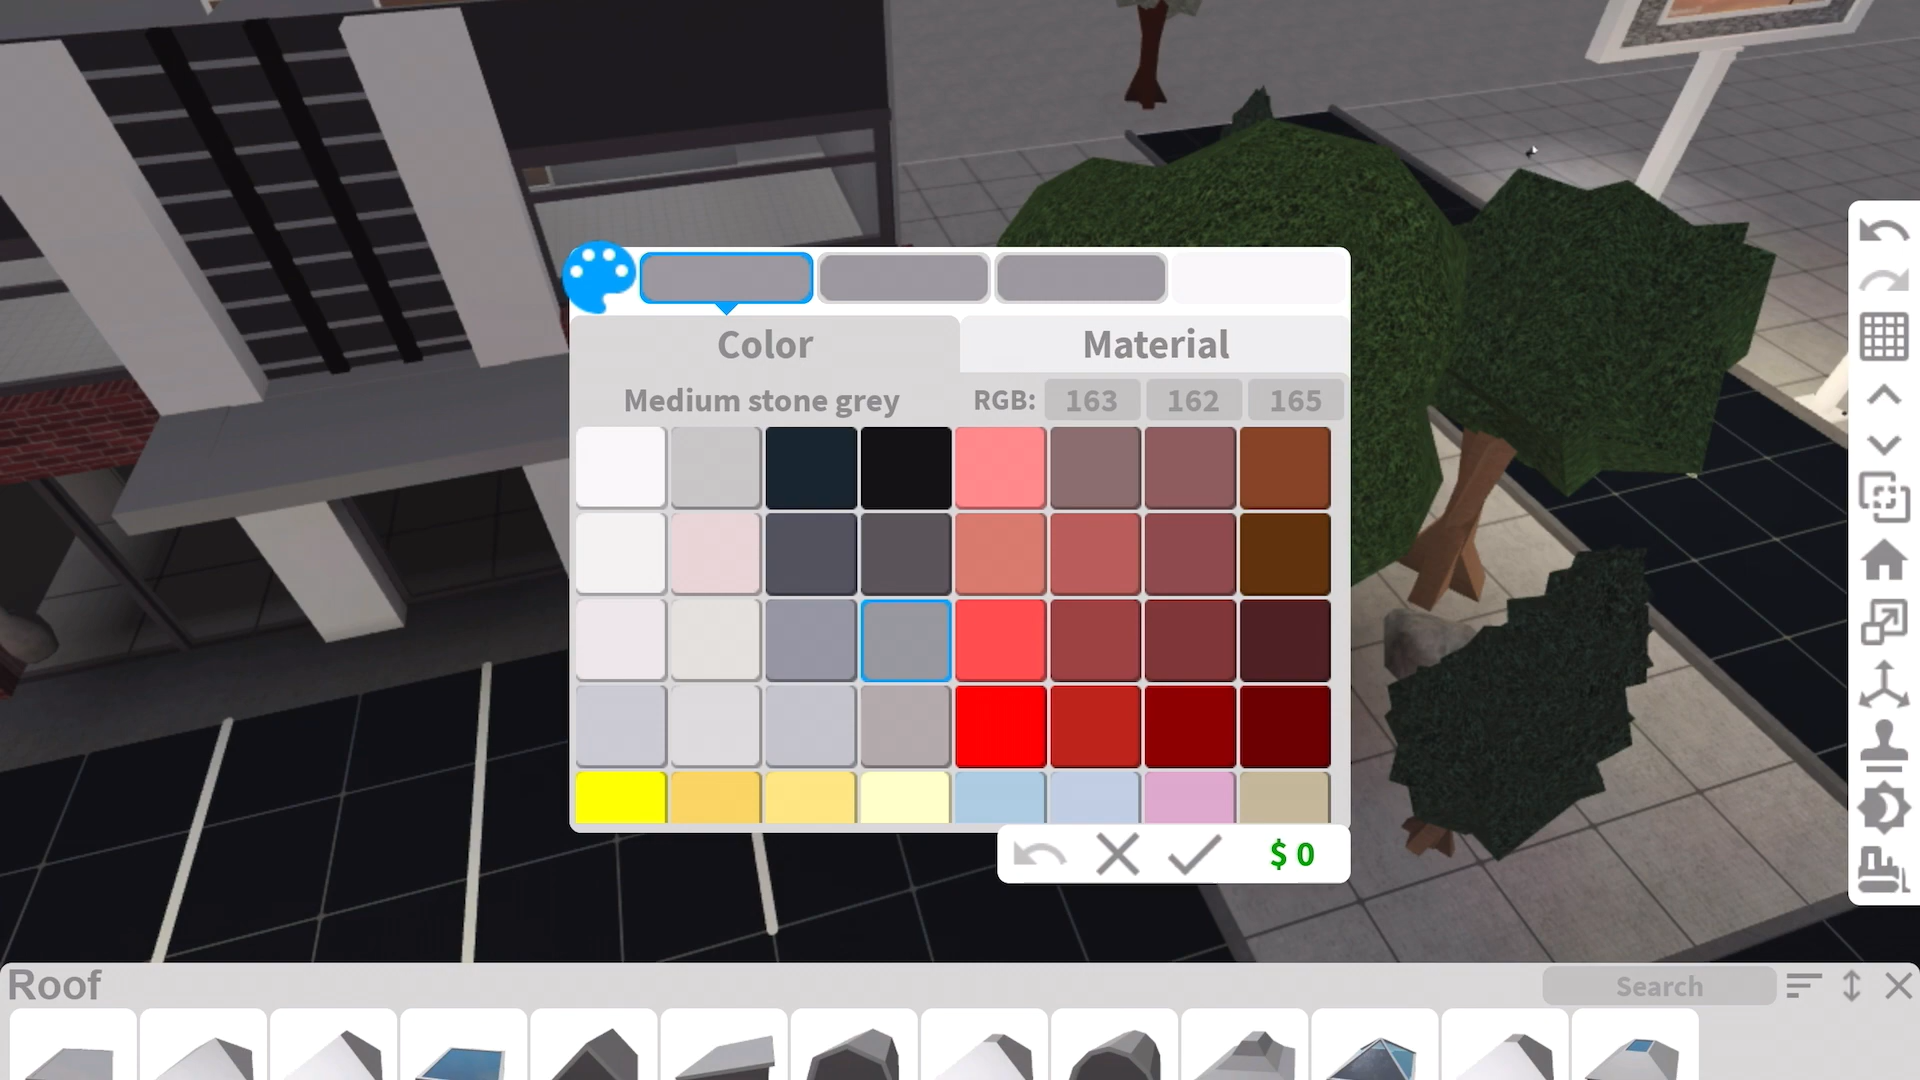 Color Material
Medium stone grey RGB: 163 162 165
$ 0
Roof Search